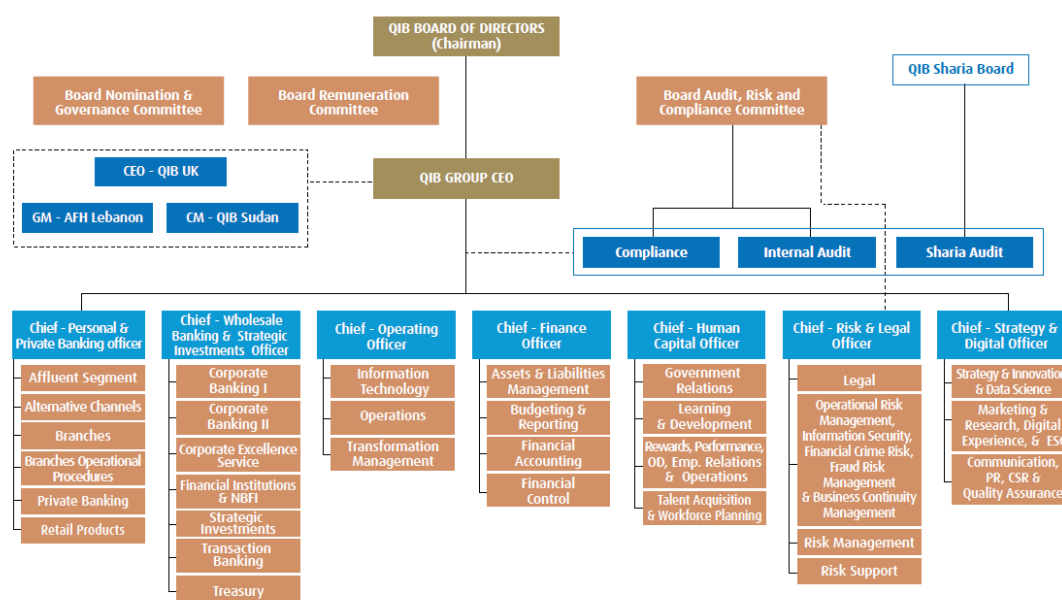 QIB BOARD OF DIRECTORS
(Chairman)
QIB Sharia Board
Board Nomination &
Governance Committee
Board Remuneration
Committee
Board Audit, Risk and
Compliance Committee
CEO - QIB UK
QIB GROUP CEO
GM - AFH Lebanon
CM - QIB Sudan
Compliance
Internal Audit
Sharia Audit
Chief - Personal &
Private Banking officer
Affluent Segment
Alternative Channels
Branches
Branches Operational
Procedures
Private Banking
Retail Products
Chief - Wholesale
Banking & Strategic
Investments Officer
Corporate
Banking I
Corporate
Banking II
Corporate Excellence
Service
Financial Institutions
& NBFI
Strategic
Investments
Transaction
Banking
Treasury
Chief - Operating
Officer
Information
Technology
Operations
Transformation
Management
Chief - Finance
Officer
Assets & Liabilities
Management
Budgeting &
Reporting
Financial
Accounting
Financial
Control
Chief - Human
Capital Officer
Government
Relations
Learning
& Development
Rewards, Performance,
OD, Emp. Relations
& Operations
Talent Acquisition
& Workforce Planning
Chief - Risk & Legal
Officer
Legal
Operational Risk
Management,
Information Security,
Financial Crime Risk,
Fraud Risk
Management
& Business Continuity
Management
Risk Management
Risk Support
Chief - Strategy &
Digital Officer
Strategy & Innovation
& Data Science
Marketing &
Research, Digital
Experience, & ESG
Communication,
PR, CSR &
Quality Assurance